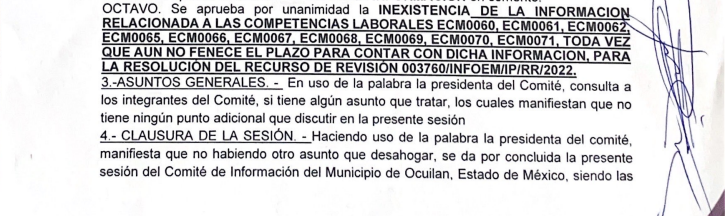 OCTAVO. Se aprueba por unanimidad la INEXISTENCIA DE LA INFORMACION
RELACIONADA A LAS COMPETENCIAS LABORALES ECM0060, ECM0061, ECM0062,
ECM0065, ECM0066, ECM0067, ECM0068, ECM0069, ECM0070, ECM0071, TODA VEZ
QUE AUN NO FENECE EL PLAZO PARA CONTAR CON DICHA INFORMACION, PARA
LA RESOLUCIÓN DEL RECURSO DE REVISIÓN 003760/INFOEM/IP/RR/2022.
3.-ASUNTOS GENERALES. - En uso de la palabra la presidenta del Comité, consulta a
los integrantes del Comité, si tiene algún asunto que tratar, los cuales manifiestan que no
tiene ningún punto adicional que discutir en la presente sesión
4.- CLAUSURA DE LA SESIÓN. - Haciendo uso de la palabra la presidenta del comité,
manifiesta que no habiendo otro asunto que desahogar, se da por concluida la presente
sesión del Comité de Información del Municipio de Ocuilan, Estado de México, siendo las